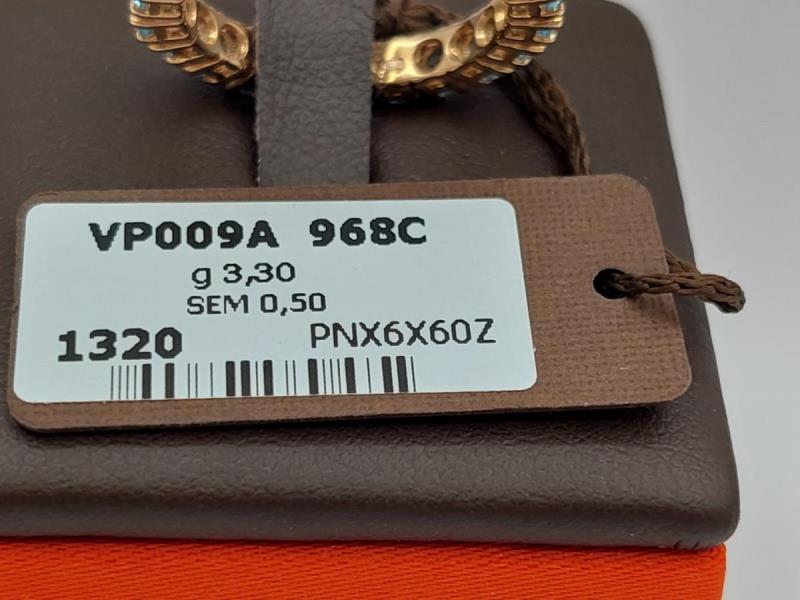 VP009A 968C
g 3,30
SEM 0,50
1320 PNX6X60Z